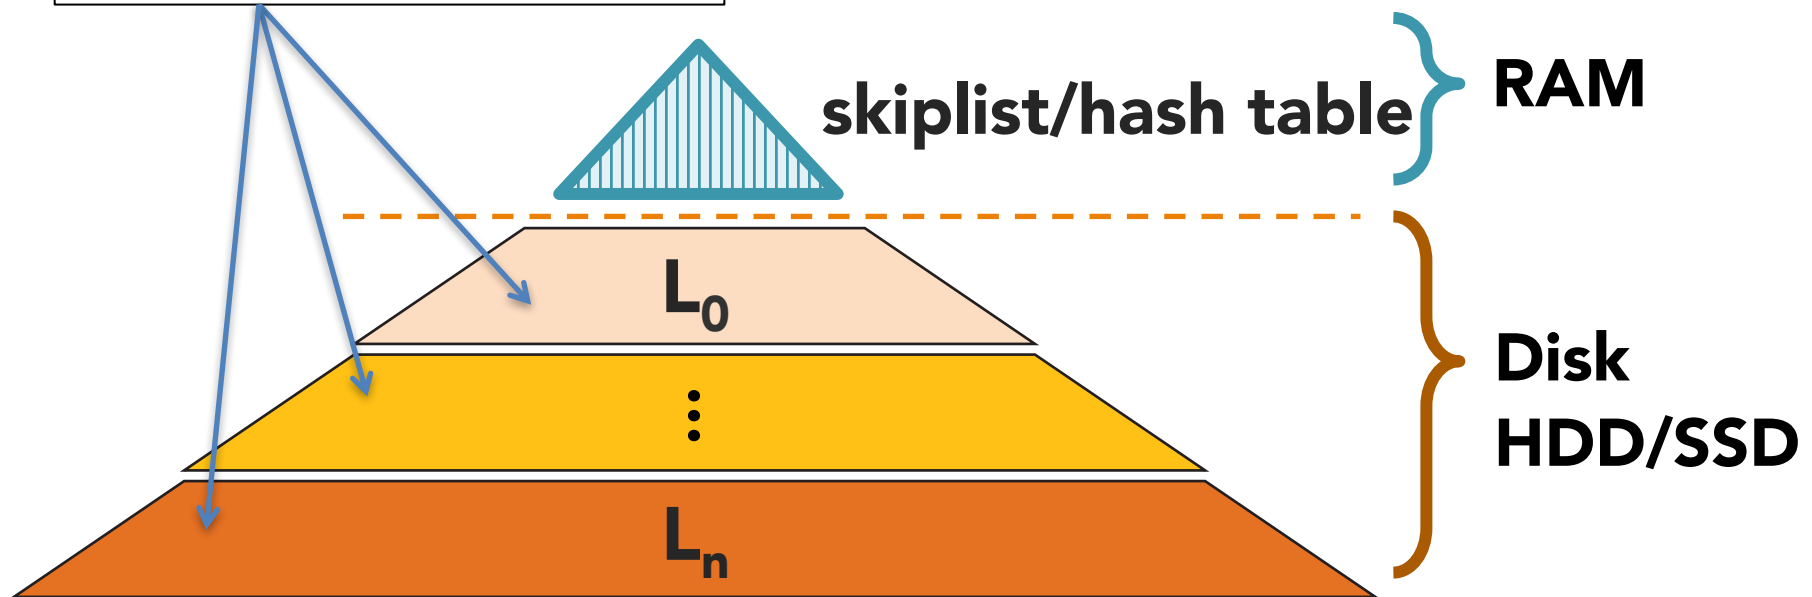 skiplist/hash table
RAM
L0
⋮
Disk
HDD/SSD
Ln